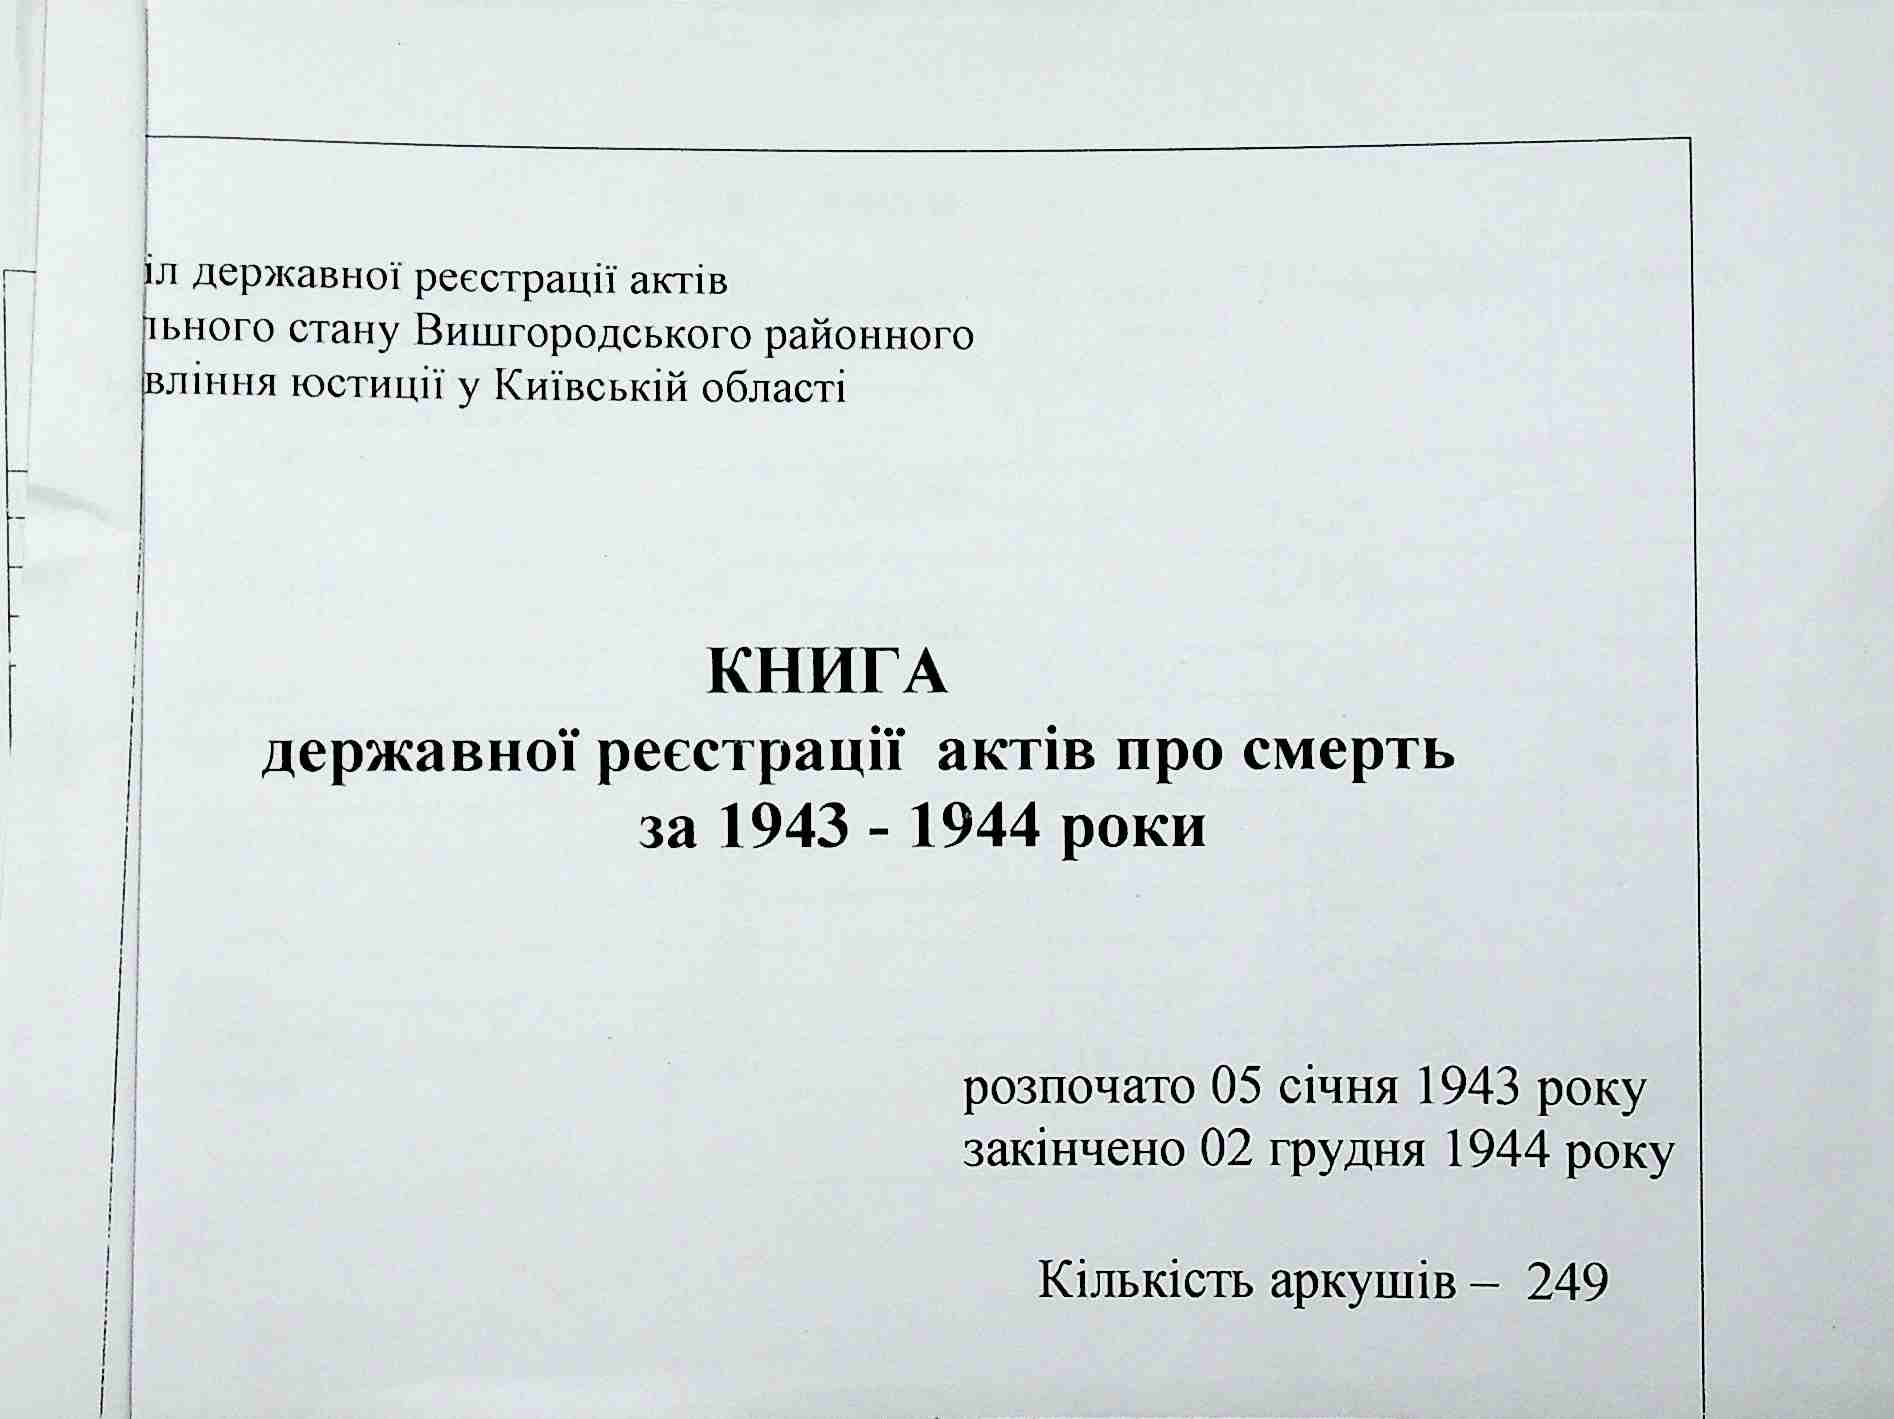 іл державної реєстрації актів
льного стану Вишгородського районного
вління юстиції у Київській області
КНИГА
державної реєстрації актів про смерть
за 1943 - 1944 роки
розпочато 05 січня 1943 року
закінчено 02 грудня 1944 року
Кількість аркушів – 249